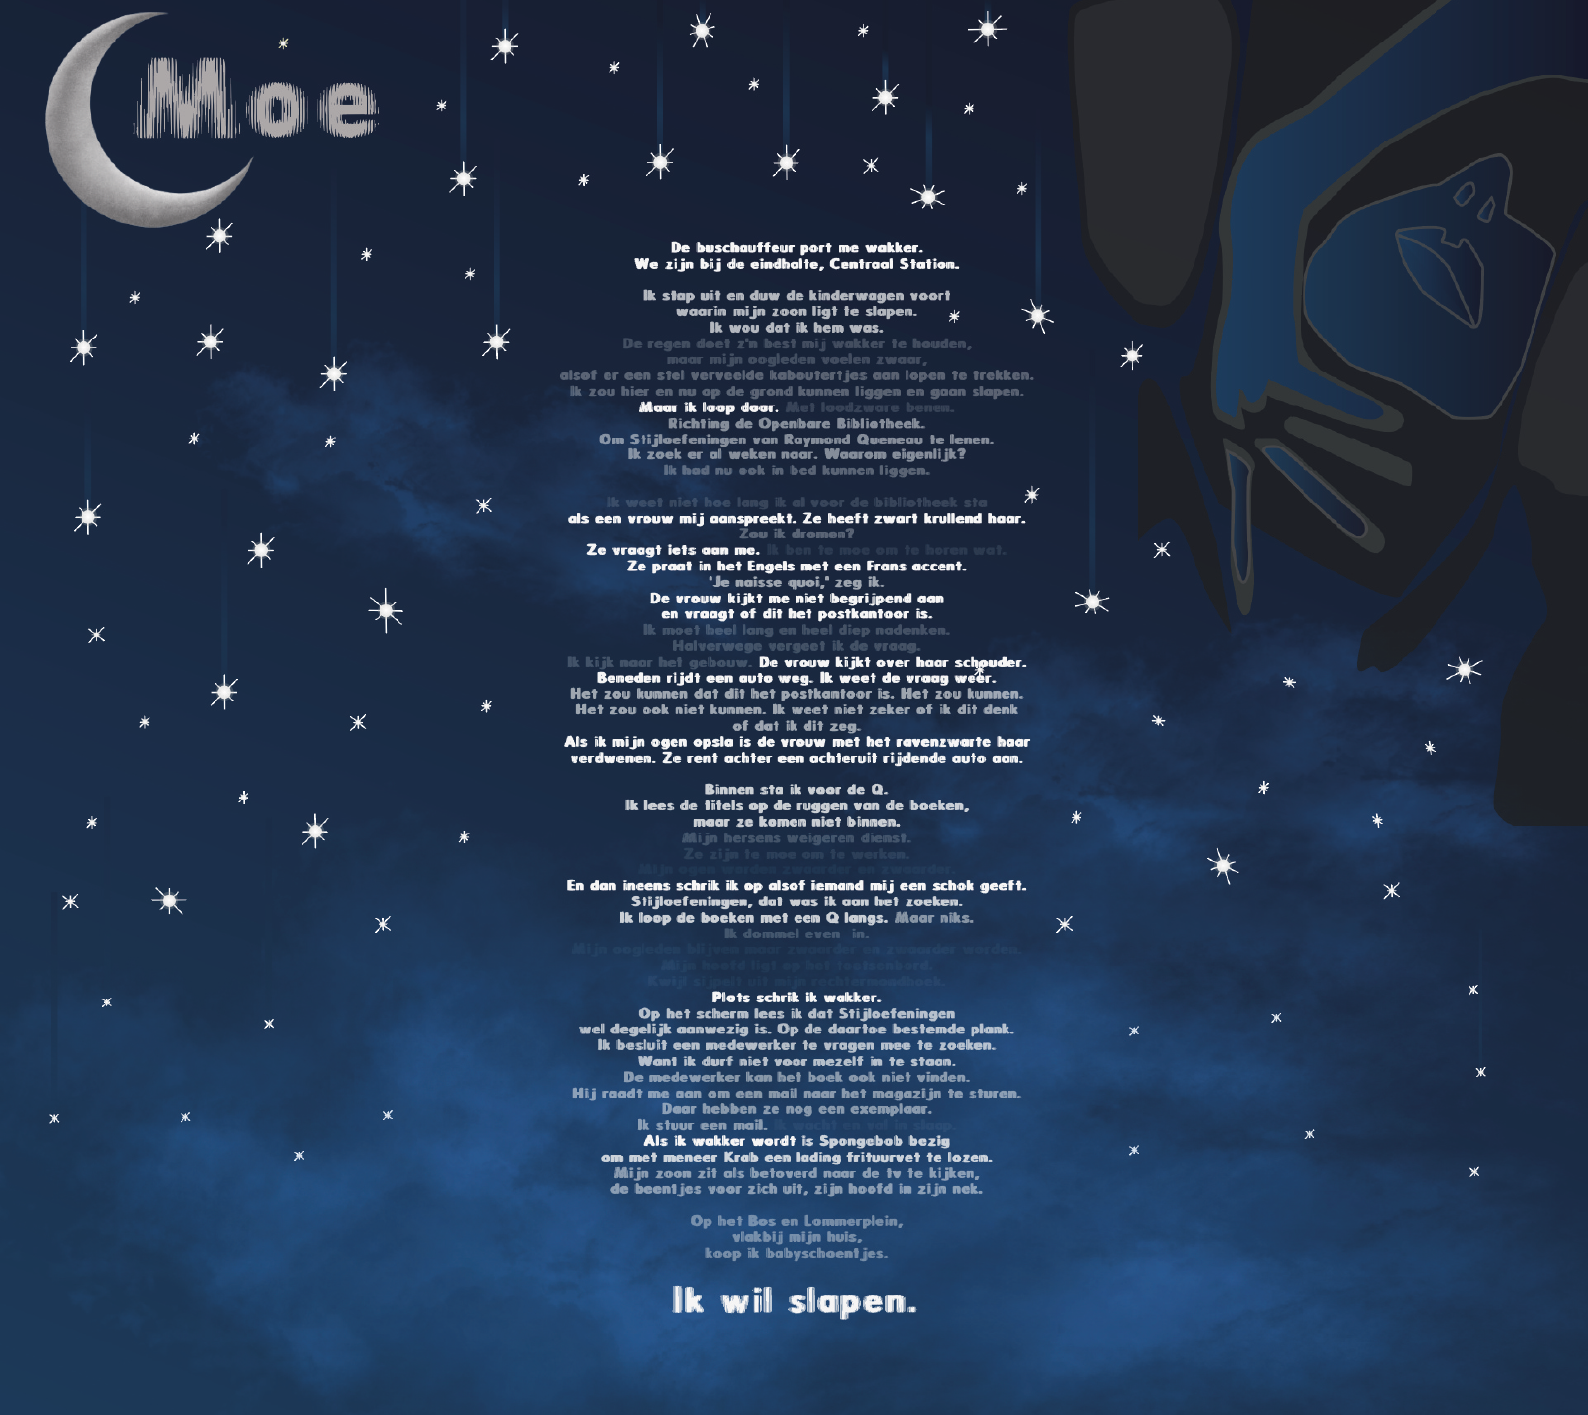 Moe
De buschauffeur port me wakker.
We zijn bij de eindhalte, Centraal Station.
Ik stap uit en duw de kinderwagen voort
waarin mijn zoon ligt te slapen.
Ik wou dat ik hem was.
De regen doet z'n best mij wakker te houden,
maar mijn oogleden voelen zwaar,
alsof er een stel verveelde kaboutertjes aan lopen te trekken.
Ik zou hier en nu op de grond kunnen liggen en gaan slapen.
Maar ik loop door. Met loodzware benen.
Richting de Openbare Bibliotheek.
Om Stijloefeningen van Raymond Queneau te lenen.
Ik zoek er al weken naar. Waarom eigenlijk?
Ik had nu ook in bed kunnen liggen.
Ik weet niet hoe lang ik al voor de bibliotheek sta
als een vrouw mij aanspreekt. Ze heeft zwart krullend haar.
Zou ik dromen?
Ze vraagt iets aan me. Ik ben te moe om te horen wat.
Ze praat in het Engels met een Frans accent.
'Je naisse quoi,' zeg ik.
De vrouw kijkt me niet begrijpend aan
en vraagt of dit het postkantoor is.
Ik moet heel lang en heel diep nadenken.
Halverwege vergeet ik de vraag.
Ik kijk naar het gebouw. De vrouw kijkt over haar schouder.
Beneden rijdt een auto weg. Ik weet de vraag weer.
Het zou kunnen dat dit het postkantoor is. Het zou kunnen.
Het zou ook niet kunnen. Ik weet niet zeker of ik dit denk
of dat ik dit zeg.
Als ik mijn ogen opsla is de vrouw met het ravenzwarte haar
verdwenen. Ze rent achter een achteruit rijdende auto aan.
Binnen sta ik voor de Q.
Ik lees de titels op de ruggen van de boeken,
maar ze komen niet binnen.
Mijn hersens weigeren dienst.
Ze zijn te moe om te werken.
Mijn ogen worden zwaarder en zwaarder.
En dan ineens schrik ik op alsof iemand mij een schok geeft.
Stijloefeningen, dat was ik aan het zoeken.
Ik loop de boeken met een Q langs. Maar niks.
Ik dommel even in.
Mijn oogleden blijven maar zwaarder en zwaarder worden.
Mijn hoofd ligt op het toetsenbord.
Kwijl sijpelt uit mijn rechtermondhoek.
Plots schrik ik wakker.
Op het scherm lees ik dat Stijloefeningen
wel degelijk aanwezig is. Op de daartoe bestemde plank.
Ik besluit een medewerker te vragen mee te zoeken.
Want ik durf niet voor mezelf in te staan.
De medewerker kan het boek ook niet vinden.
Hij raadt me aan om een mail naar het magazijn te sturen.
Daar hebben ze nog een exemplaar.
Ik stuur een mail. Ik wacht en val in slaap.
Als ik wakker wordt is Spongebob bezig
om met meneer Krab een lading frituurvet te lozen.
Mijn zoon zit als betoverd naar de tv te kijken,
de beentjes voor zich uit, zijn hoofd in zijn nek.
Op het Bos en Lommerplein,
vlakbij mijn huis,
koop ik babyschoentjes.
Ik wil slapen.